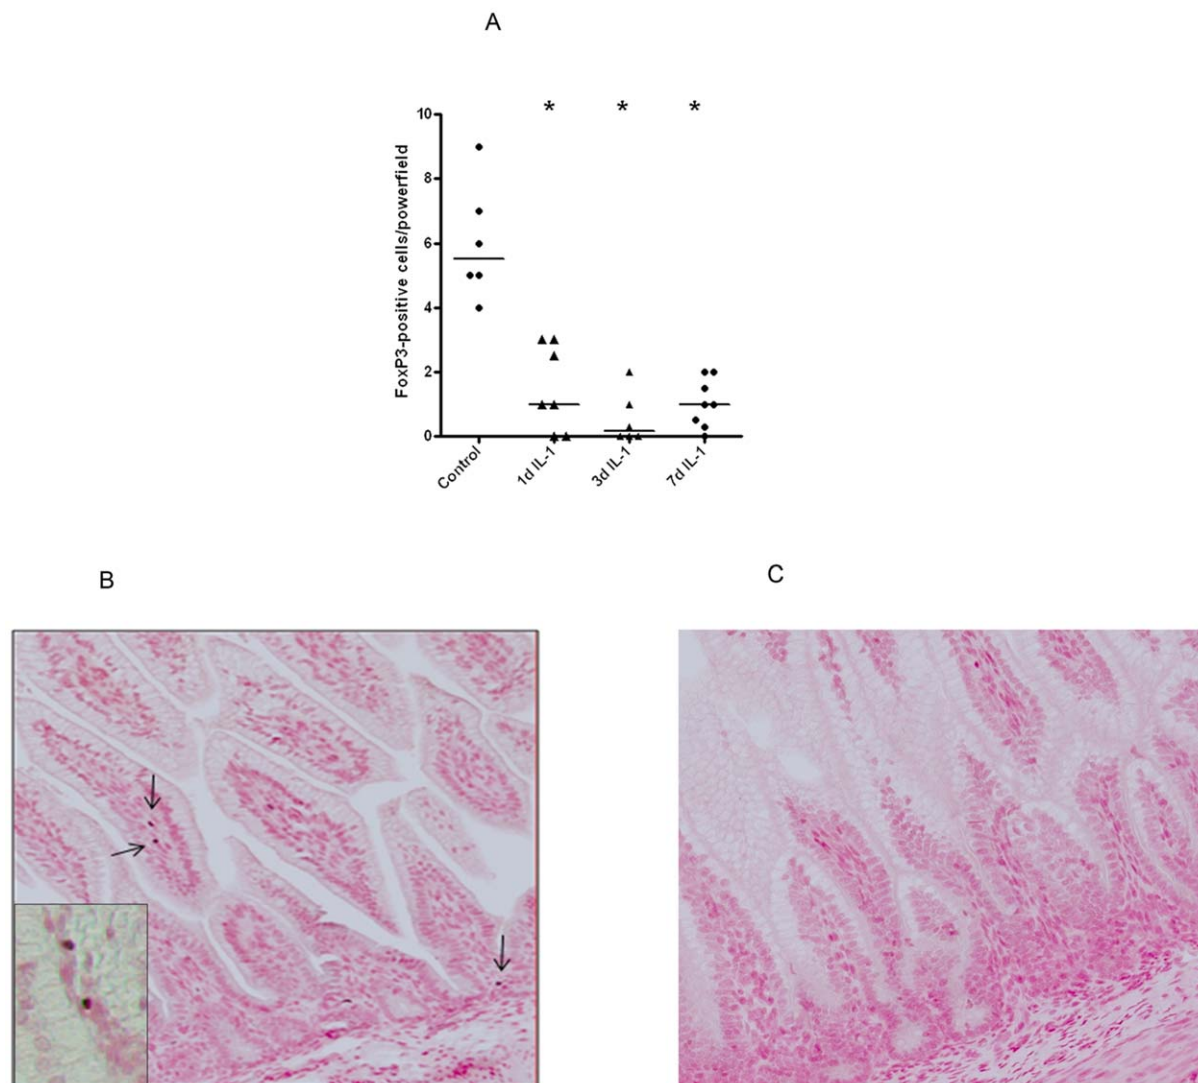 A
* * *
10
8
6
4
2
0
FoxP3-positive cells/powerfield
Control
1d IL-1
3d IL-1
7d IL-1
B
C